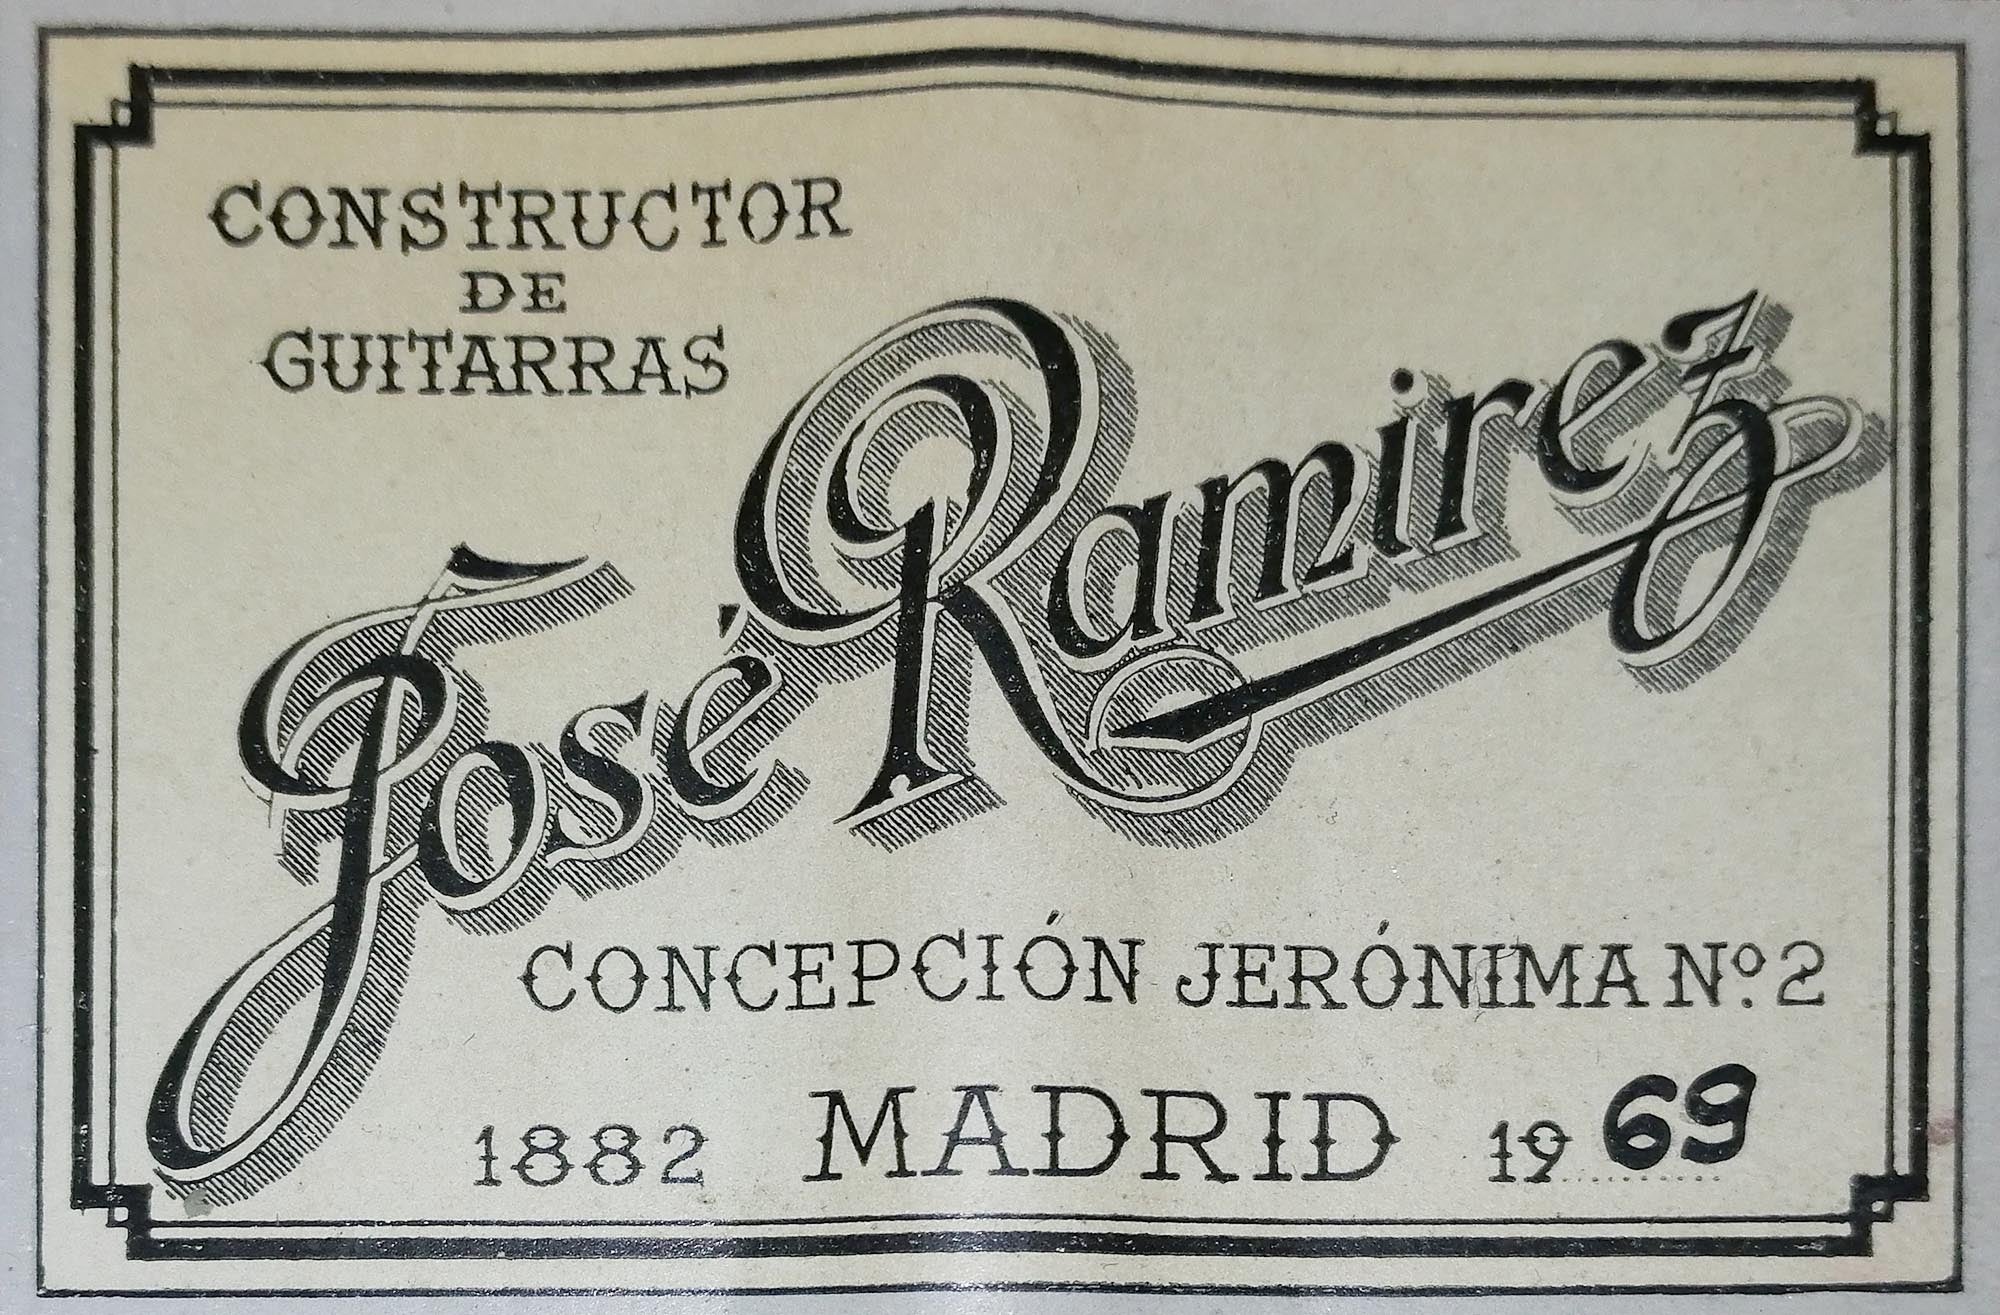 CONSTRUCTOR
DE
GUITARRAS
José Ramirez
CONCEPCIÓN JERÓNIMA Nº. 2
1882 MADRID 1969